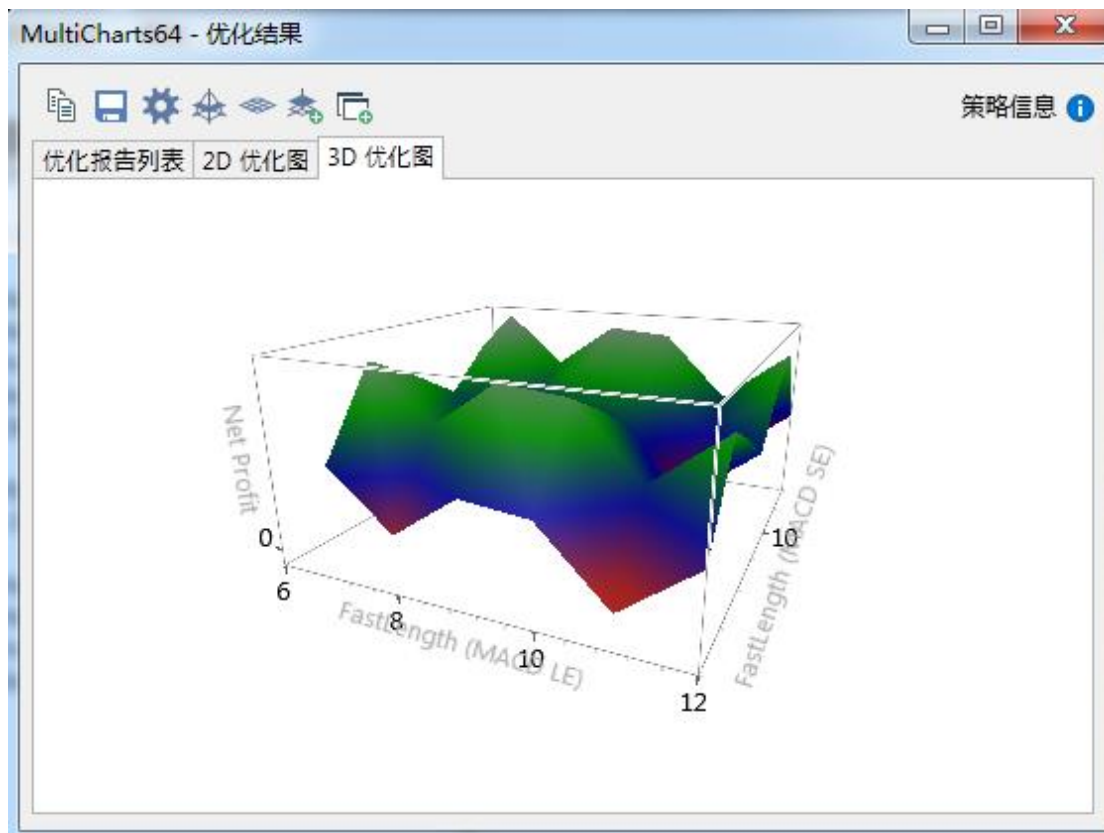 MultiCharts64 - 优化结果
策略信息
优化报告列表 2D 优化图 3D 优化图
Net Profit
0
6
8
10
12
FastLength (MACD LE)
10
FastLength (MACD SE)